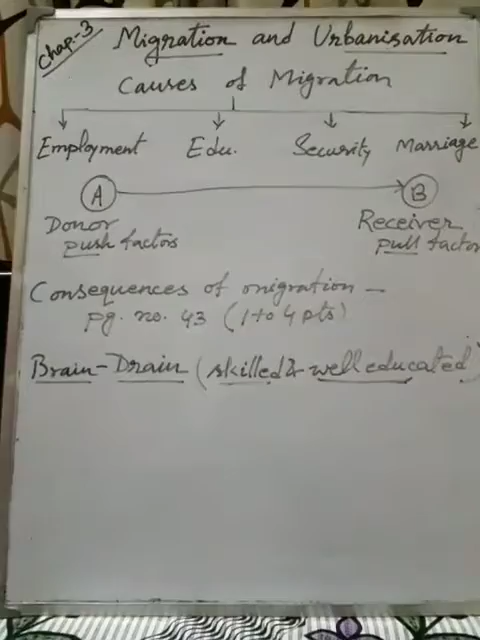 Chap.-3
Migration and Urbanisation
Causes of Migration
Employment Edu. Security Marriage
A B
Donor Receiver
push factors pull factor
Consequences of migration -
pg. no. 43 (1 to 4 pts)
Brain-Drain (skilled & well educated)